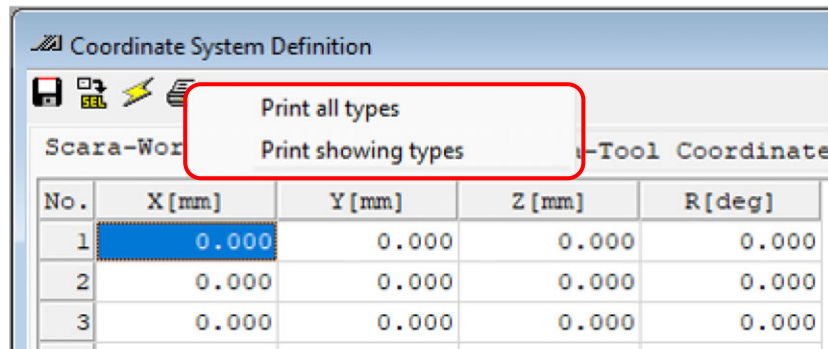 Coordinate System Definition
SEL
Print all types
Print showing types
Scara-Wor -Tool Coordinate
No. X[mm] Y[mm] Z[mm] R[deg]
1 0.000 0.000 0.000 0.000
2 0.000 0.000 0.000 0.000
3 0.000 0.000 0.000 0.000